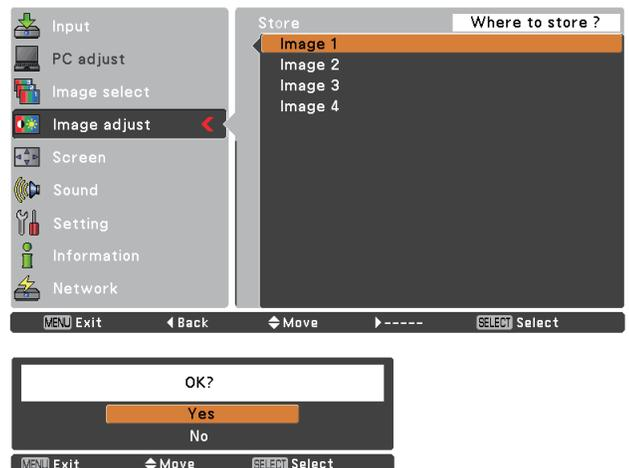 Input
PC adjust
Image select
Image adjust
Screen
Sound
Setting
Information
Network
Store Where to store ?
Image 1
Image 2
Image 3
Image 4
MENU Exit Back Move ----- SELECT Select
OK?
Yes
No
MENU Exit Move SELECT Select